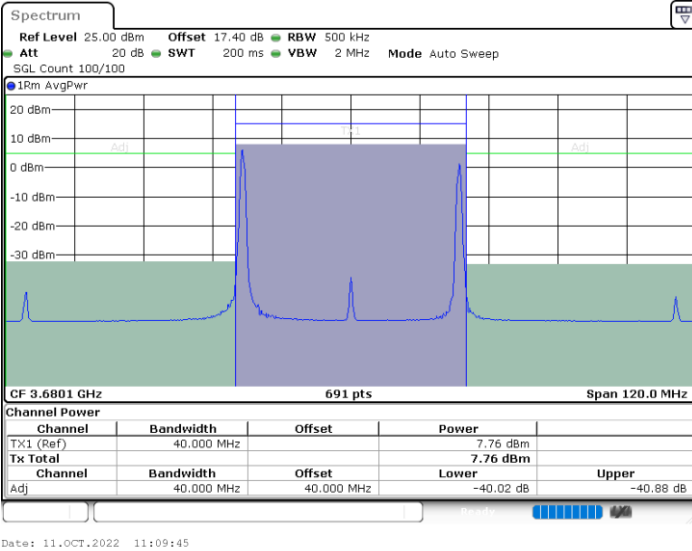 Spectrum
Ref Level 25.00 dBm Offset 17.40 dB RBW 500 kHz
Att 20 dB SWT 200 ms VBW 2 MHz Mode Auto Sweep
SGL Count 100/100
1Rm AvgPwr
20 dBm
TX1
10 dBm
Adj Adj
0 dBm
-10 dBm
-20 dBm
-30 dBm
CF 3.6801 GHz 691 pts Span 120.0 MHz
Channel Power
Channel Bandwidth Offset Power
TX1 (Ref) 40.000 MHz 7.76 dBm
Tx Total 7.76 dBm
Channel Bandwidth Offset Lower Upper
Adj 40.000 MHz 40.000 MHz -40.02 dB -40.88 dB
Ready
Date: 11.OCT.2022 11:09:45